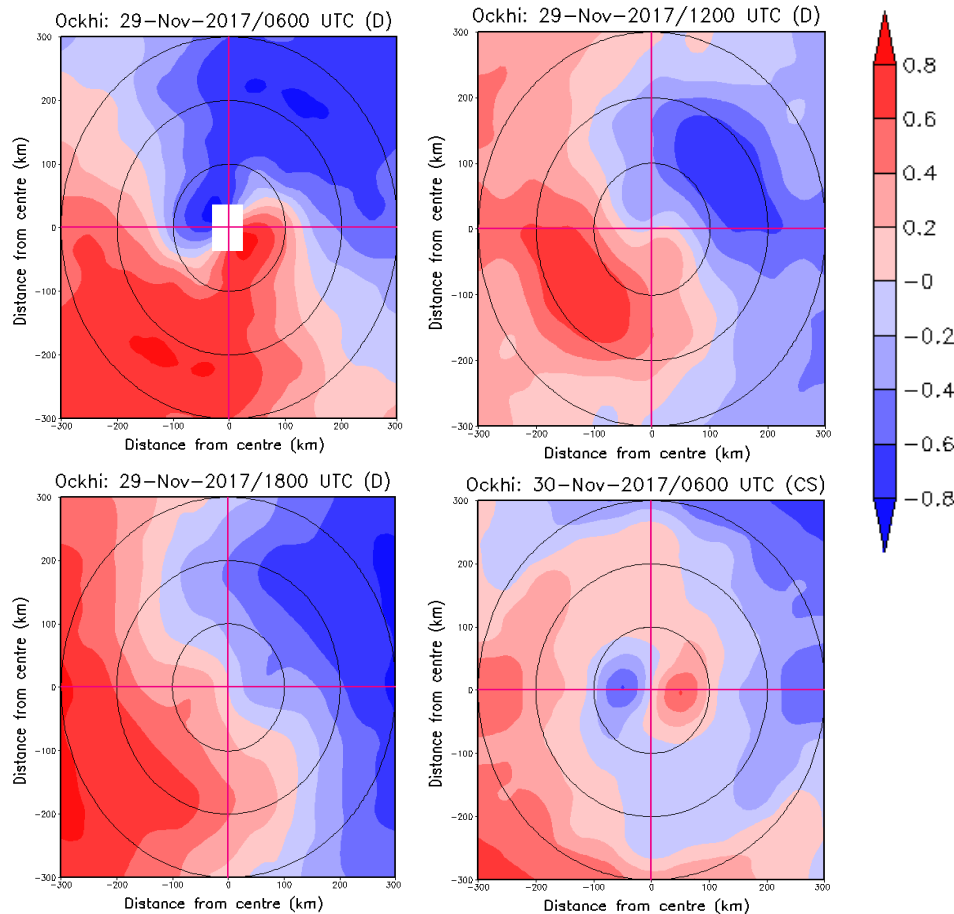 Ockhi: 29-Nov-2017/0600 UTC (D)
Distance from centre (km)
300
200
100
0
-100
-200
-300
-300 -200 -100 0 100 200 300
Distance from centre (km)
Ockhi: 29-Nov-2017/1200 UTC (D)
Distance from centre (km)
300
200
100
0
-100
-200
-300
-300 -200 -100 0 100 200 300
Distance from centre (km)
0.8
0.6
0.4
0.2
-0
-0.2
-0.4
-0.6
-0.8
Ockhi: 29-Nov-2017/1800 UTC (D)
Distance from centre (km)
300
200
100
0
-100
-200
-300
-300 -200 -100 0 100 200 300
Distance from centre (km)
Ockhi: 30-Nov-2017/0600 UTC (CS)
Distance from centre (km)
300
200
100
0
-100
-200
-300
-300 -200 -100 0 100 200 300
Distance from centre (km)